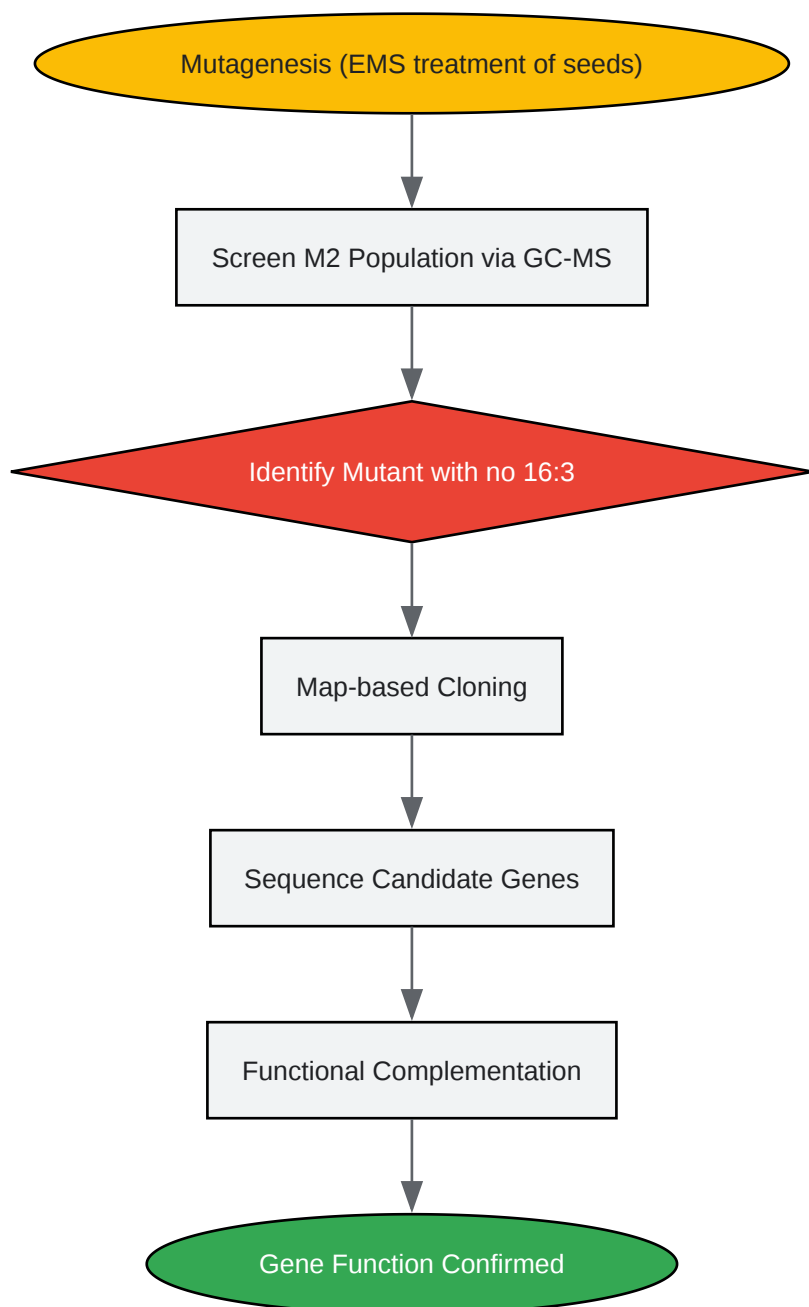 Mutagenesis (EMS treatment of seeds)
Screen M2 Population via GC-MS
Identify Mutant with no 16:3
Map-based Cloning
Sequence Candidate Genes
Functional Complementation
Gene Function Confirmed